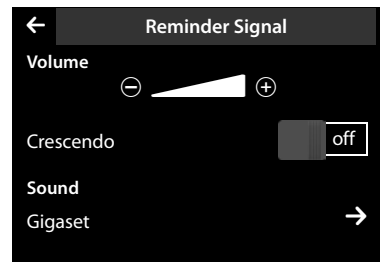 Reminder Signal
Volume
Crescendo off
Sound
Gigaset